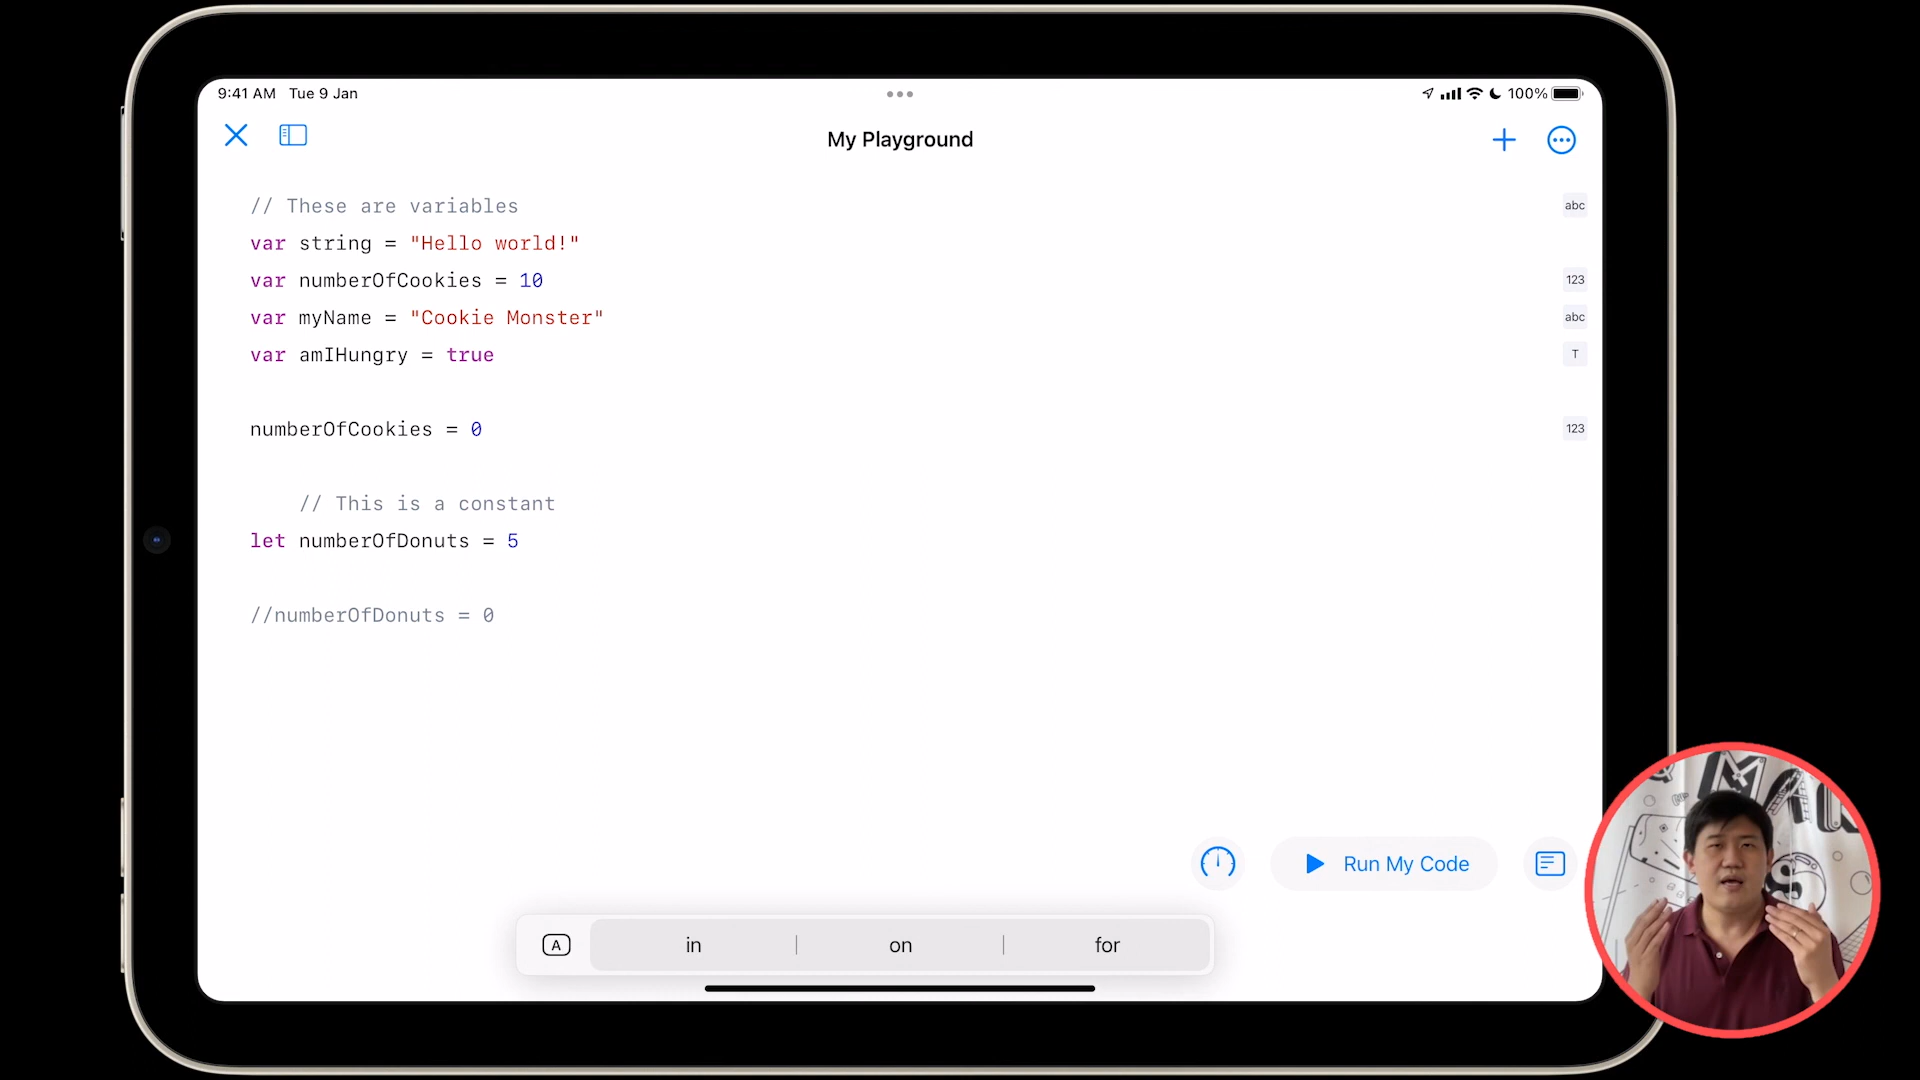 9:41 AM Tue 9 Jan
100%
My Playground
// These are variables
abc
var string = "Hello world!"
var numberOfCookies = 10
123
var myName = "Cookie Monster"
abc
var amIHungry = true
T
numberOfCookies = 0
123
// This is a constant
let numberOfDonuts = 5
//numberOfDonuts = 0
Run My Code
A
in
on
for